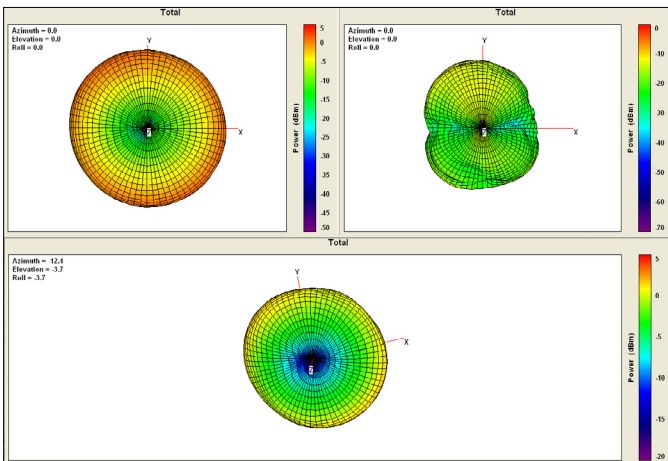 Total
Azimuth = 0.0
Elevation = 0.0
Roll = 0.0
Y
X
Z
5
0
-5
-10
-15
-20
-25
-30
-35
-40
-45
-50
Power (dBm)
Total
Azimuth = 0.0
Elevation = 0.0
Roll = 0.0
Y
X
Z
0
-10
-20
-30
-40
-50
-60
-70
Power (dBm)
Total
Azimuth = -12.4
Elevation = -3.7
Roll = -3.7
Y
X
Z
5
0
-5
-10
-15
-20
Power (dBm)